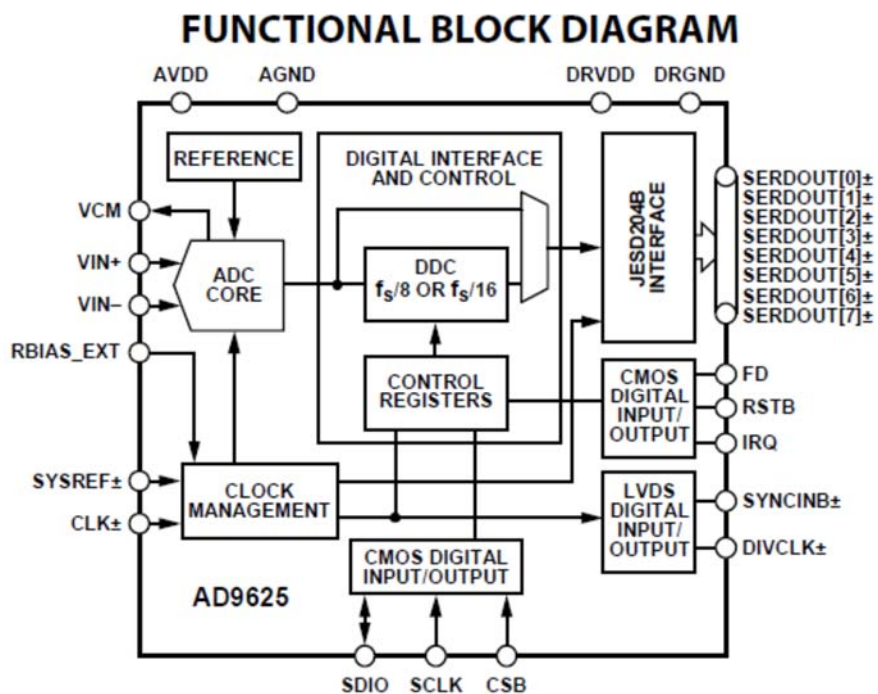 FUNCTIONAL BLOCK DIAGRAM
AVDD
AGND
DRVDD
DRGND
REFERENCE
DIGITAL INTERFACE
AND CONTROL
VCM
VIN+
VIN–
RBIAS_EXT
ADC
CORE
DDC
fS/8 OR fS/16
JESD204B
INTERFACE
SERDOUT[0]±
SERDOUT[1]±
SERDOUT[2]±
SERDOUT[3]±
SERDOUT[4]±
SERDOUT[5]±
SERDOUT[6]±
SERDOUT[7]±
CONTROL
REGISTERS
CMOS
DIGITAL
INPUT/
OUTPUT
FD
RSTB
IRQ
SYSREF±
CLK±
CLOCK
MANAGEMENT
LVDS
DIGITAL
INPUT/
OUTPUT
SYNCINB±
DIVCLK±
CMOS DIGITAL
INPUT/OUTPUT
AD9625
SDIO
SCLK
CSB